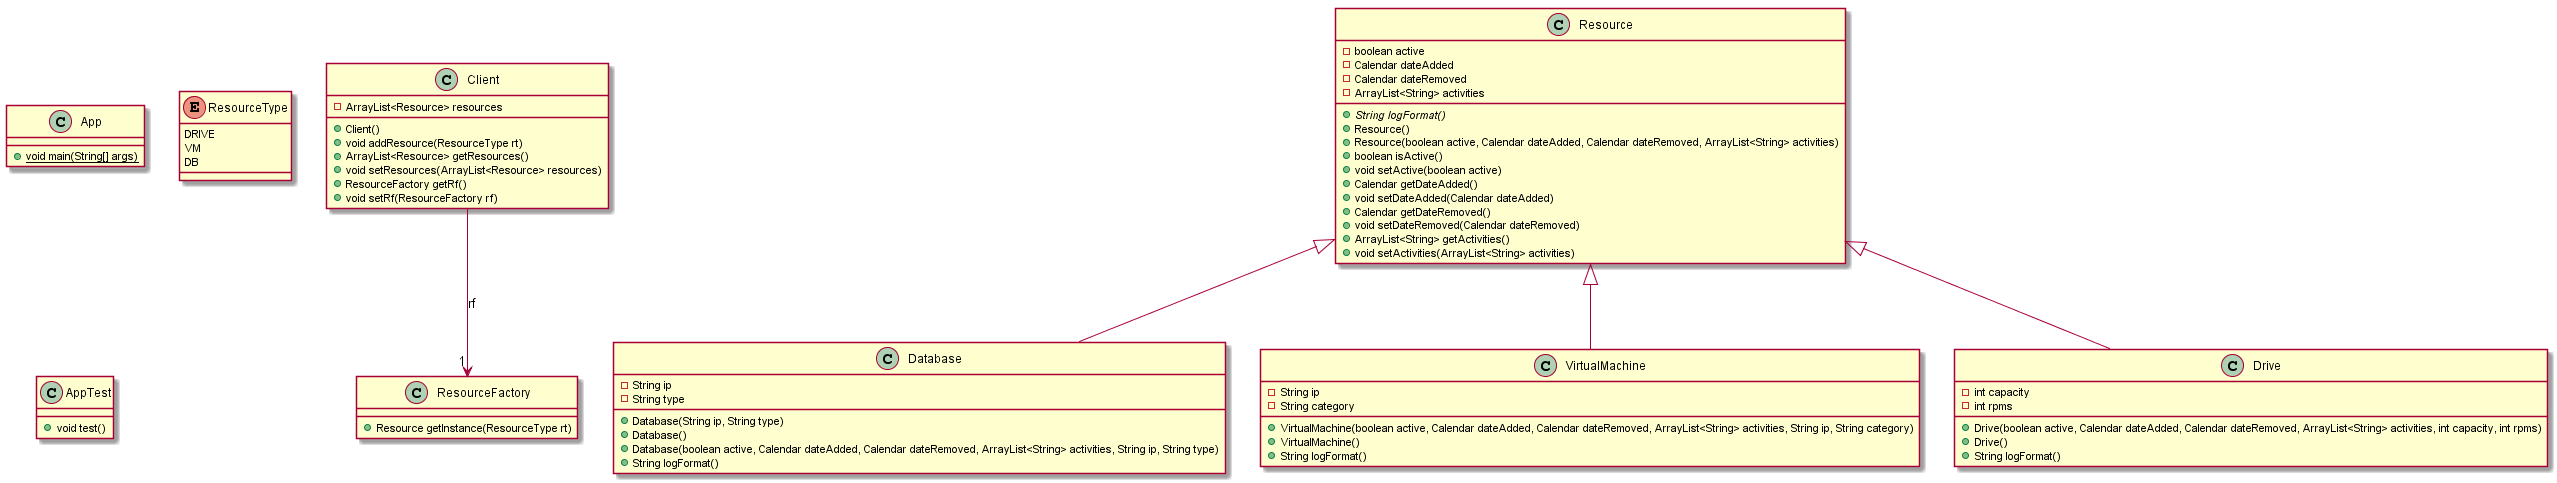 C App
void main(String[] args)
E ResourceType
DRIVE
VM
DB
C Client
ArrayList<Resource> resources
Client()
void addResource(ResourceType rt)
ArrayList<Resource> getResources()
void setResources(ArrayList<Resource> resources)
ResourceFactory getRf()
void setRf(ResourceFactory rf)
C Resource
boolean active
Calendar dateAdded
Calendar dateRemoved
ArrayList<String> activities
String logFormat()
Resource()
Resource(boolean active, Calendar dateAdded, Calendar dateRemoved, ArrayList<String> activities)
boolean isActive()
void setActive(boolean active)
Calendar getDateAdded()
void setDateAdded(Calendar dateAdded)
Calendar getDateRemoved()
void setDateRemoved(Calendar dateRemoved)
ArrayList<String> getActivities()
void setActivities(ArrayList<String> activities)
rf
1
C AppTest
void test()
C ResourceFactory
Resource getInstance(ResourceType rt)
C Database
String ip
String type
Database(String ip, String type)
Database()
Database(boolean active, Calendar dateAdded, Calendar dateRemoved, ArrayList<String> activities, String ip, String type)
String logFormat()
C VirtualMachine
String ip
String category
VirtualMachine(boolean active, Calendar dateAdded, Calendar dateRemoved, ArrayList<String> activities, String ip, String category)
VirtualMachine()
String logFormat()
C Drive
int capacity
int rpms
Drive(boolean active, Calendar dateAdded, Calendar dateRemoved, ArrayList<String> activities, int capacity, int rpms)
Drive()
String logFormat()